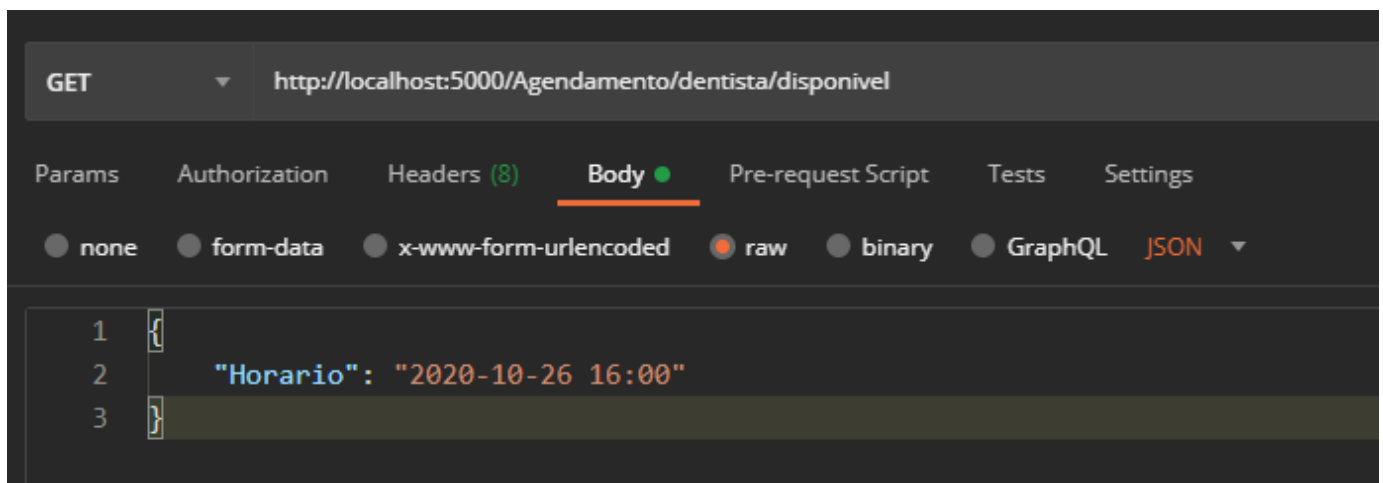 GET http://localhost:5000/Agendamento/dentista/disponivel
Params Authorization Headers (8) Body Pre-request Script Tests Settings
none form-data x-www-form-urlencoded raw binary GraphQL JSON
1 {
2 "Horario": "2020-10-26 16:00"
3 }